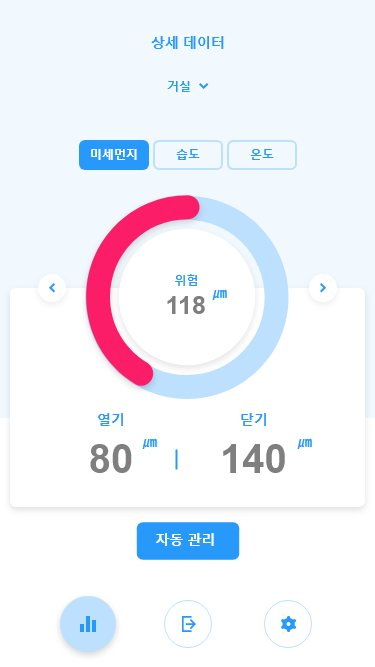 상세 데이터
거실
미세먼지 습도 온도
위험
118 ㎛
열기 닫기
80 ㎛ | 140 ㎛
자동 관리